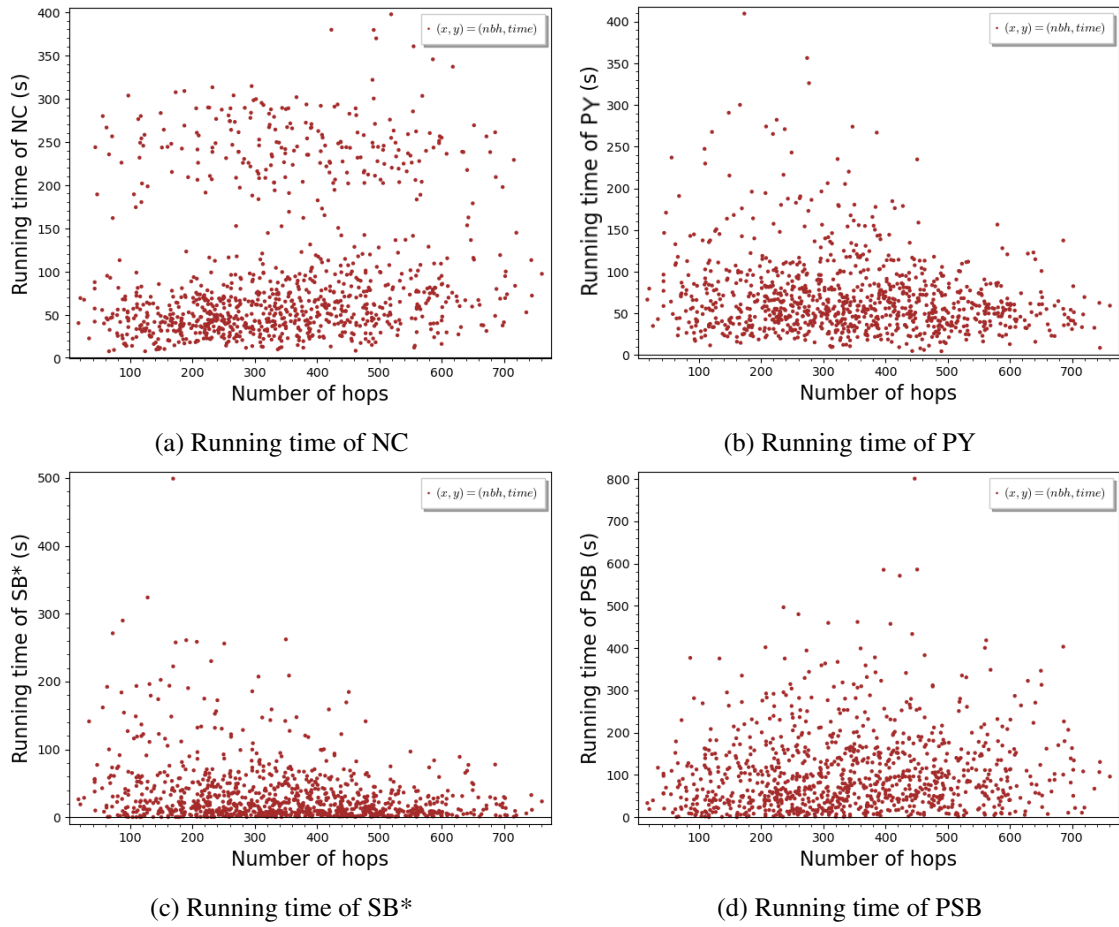 400
350
300
250
200
150
100
50
0
Running time of NC (s)
(x, y) = (nbh, time)
100 200 300 400 500 600 700
Number of hops
(a) Running time of NC
400
350
300
250
200
150
100
50
0
Running time of PY (s)
(x, y) = (nbh, time)
100 200 300 400 500 600 700
Number of hops
(b) Running time of PY
500
400
300
200
100
0
Running time of SB* (s)
(x, y) = (nbh, time)
100 200 300 400 500 600 700
Number of hops
(c) Running time of SB*
800
700
600
500
400
300
200
100
0
Running time of PSB (s)
(x, y) = (nbh, time)
100 200 300 400 500 600 700
Number of hops
(d) Running time of PSB